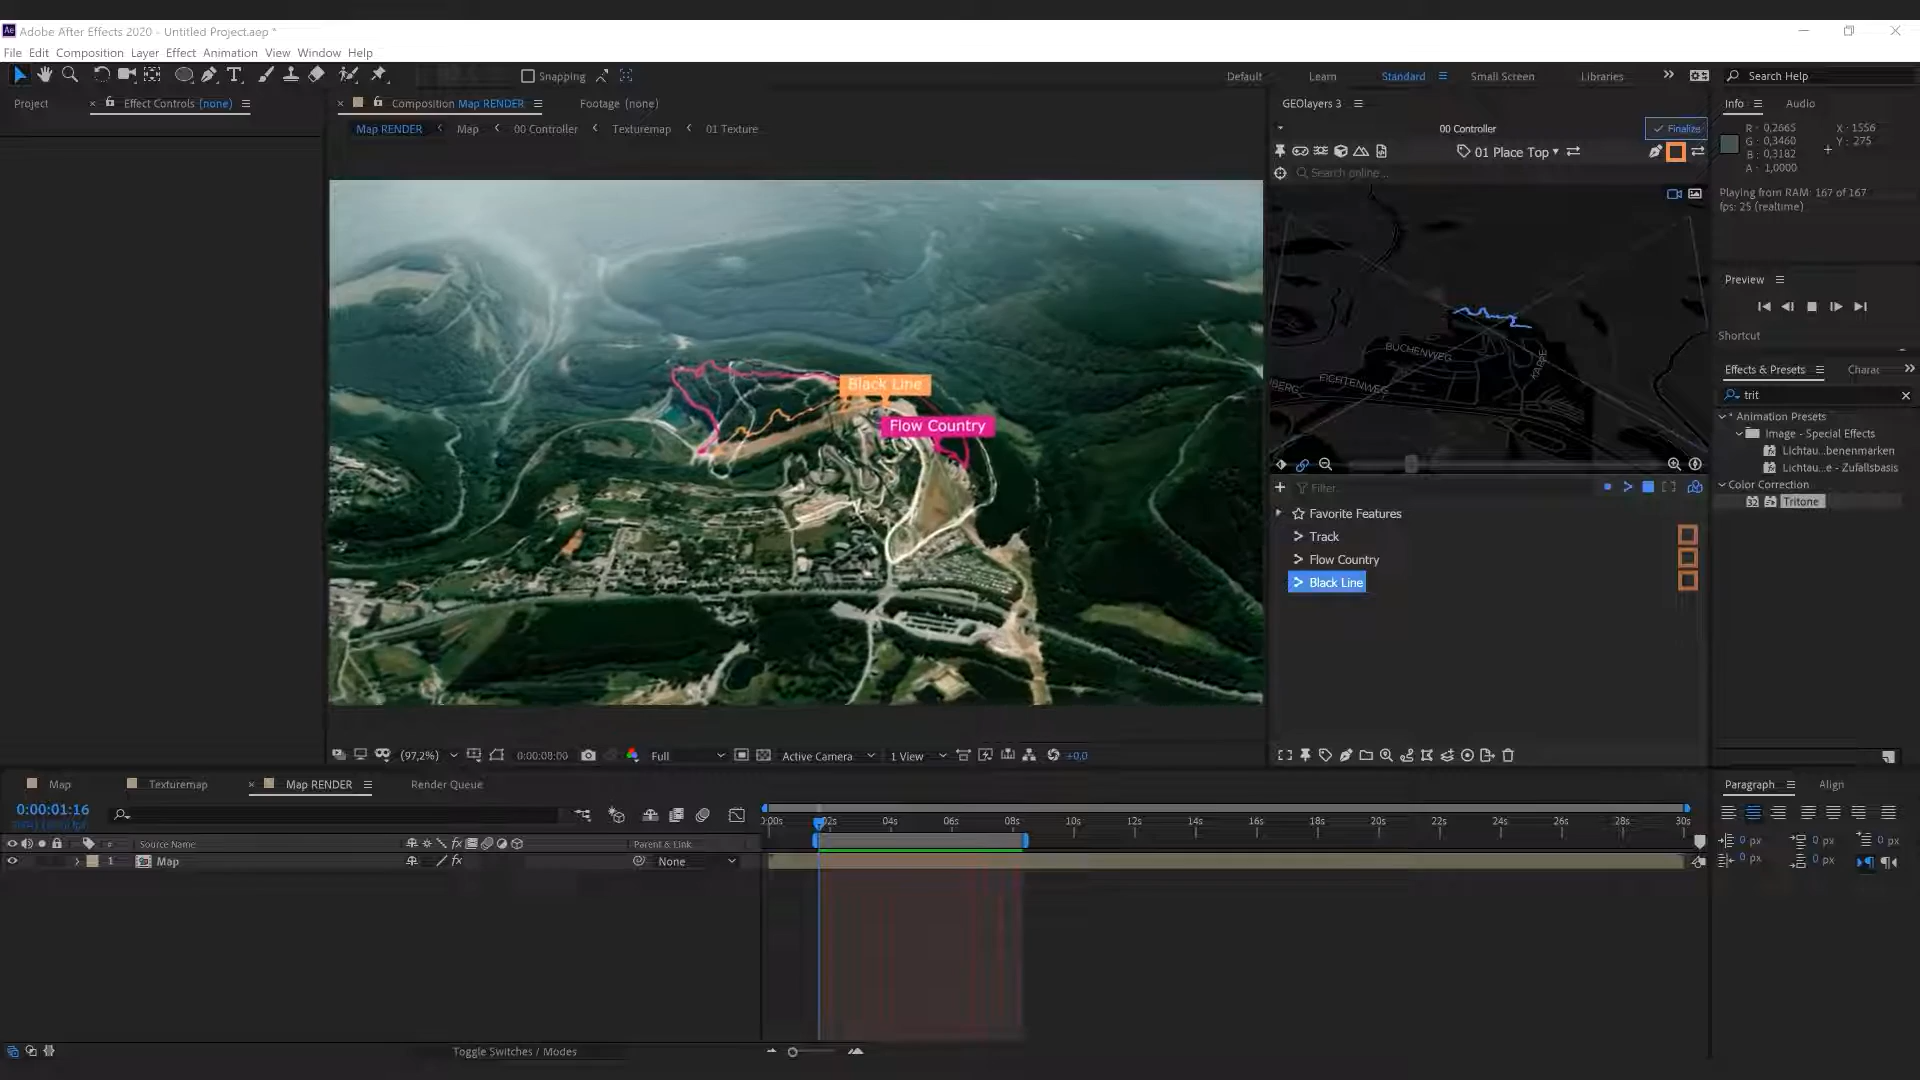 Adobe After Effects 2020 - Untitled Project.aep *
File Edit Composition Layer Effect Animation View Window Help
Snapping
Default Learn Standard Small Screen Libraries
Search Help
Project
Effect Controls (none)
Composition Map RENDER
Footage (none)
GEOlayers 3
Info Audio
Map RENDER Map 00 Controller Texturemap 01 Texture
00 Controller
Finalize
R : 0,2665
G : 0,3460
B : 0,3182
A : 1,0000
X : 1556
Y : 275
01 Place Top
Search online...
Playing from RAM: 167 of 167
fps: 25 (realtime)
Preview
Shortcut
BUCHENWEG
FICHTENWEG
Black Line
Flow Country
Effects & Presets
Charac
trit
* Animation Presets
Image - Special Effects
Lichtau...benenmarken
Lichtau...e - Zufallsbasis
Color Correction
Tritone
Filter...
Favorite Features
Track
Flow Country
Black Line
(97,2%) 0:00:08:00 Full Active Camera 1 View +0,0
Map Texturemap Map RENDER Render Queue
Paragraph Align
0:00:01:16
:00s 02s 04s 06s 08s 10s 12s 14s 16s 18s 20s 22s 24s 26s 28s 30s
# Source Name Parent & Link
1 Map None
0 px 0 px 0 px
0 px 0 px
Toggle Switches / Modes